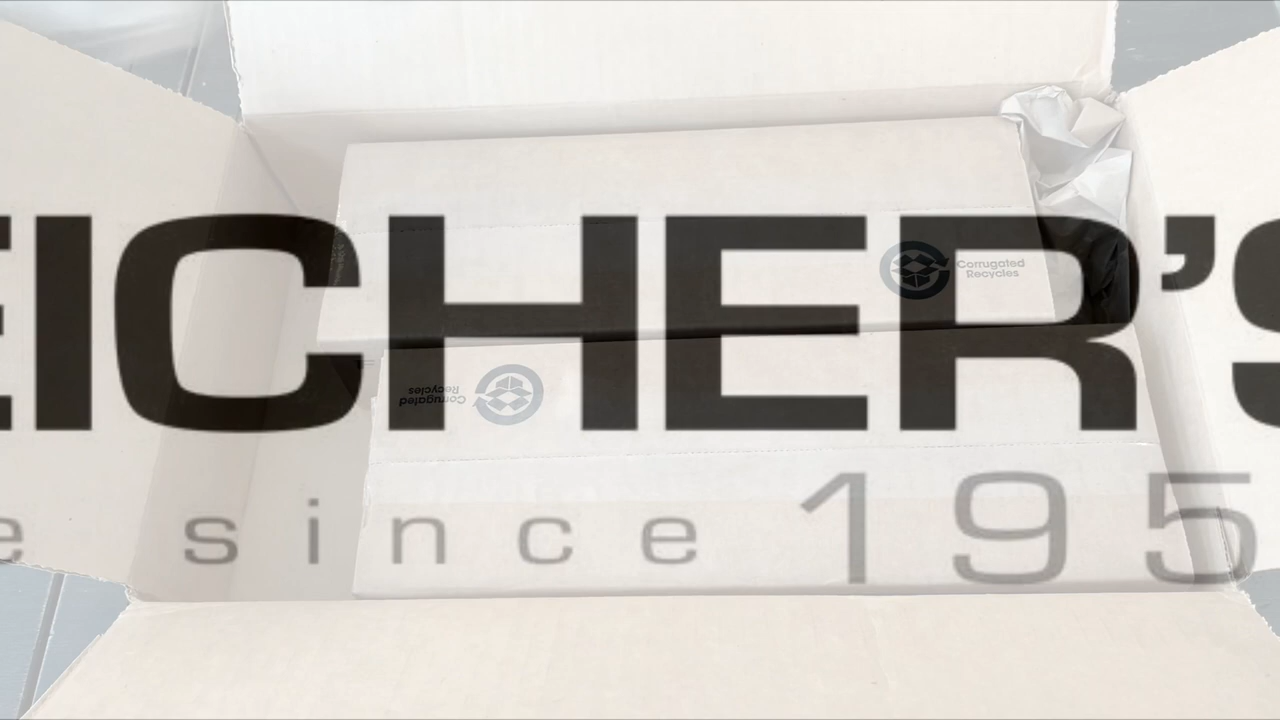 EICHER'S
Corrugated
Recycles
Corrugated
Recycles
e since 195